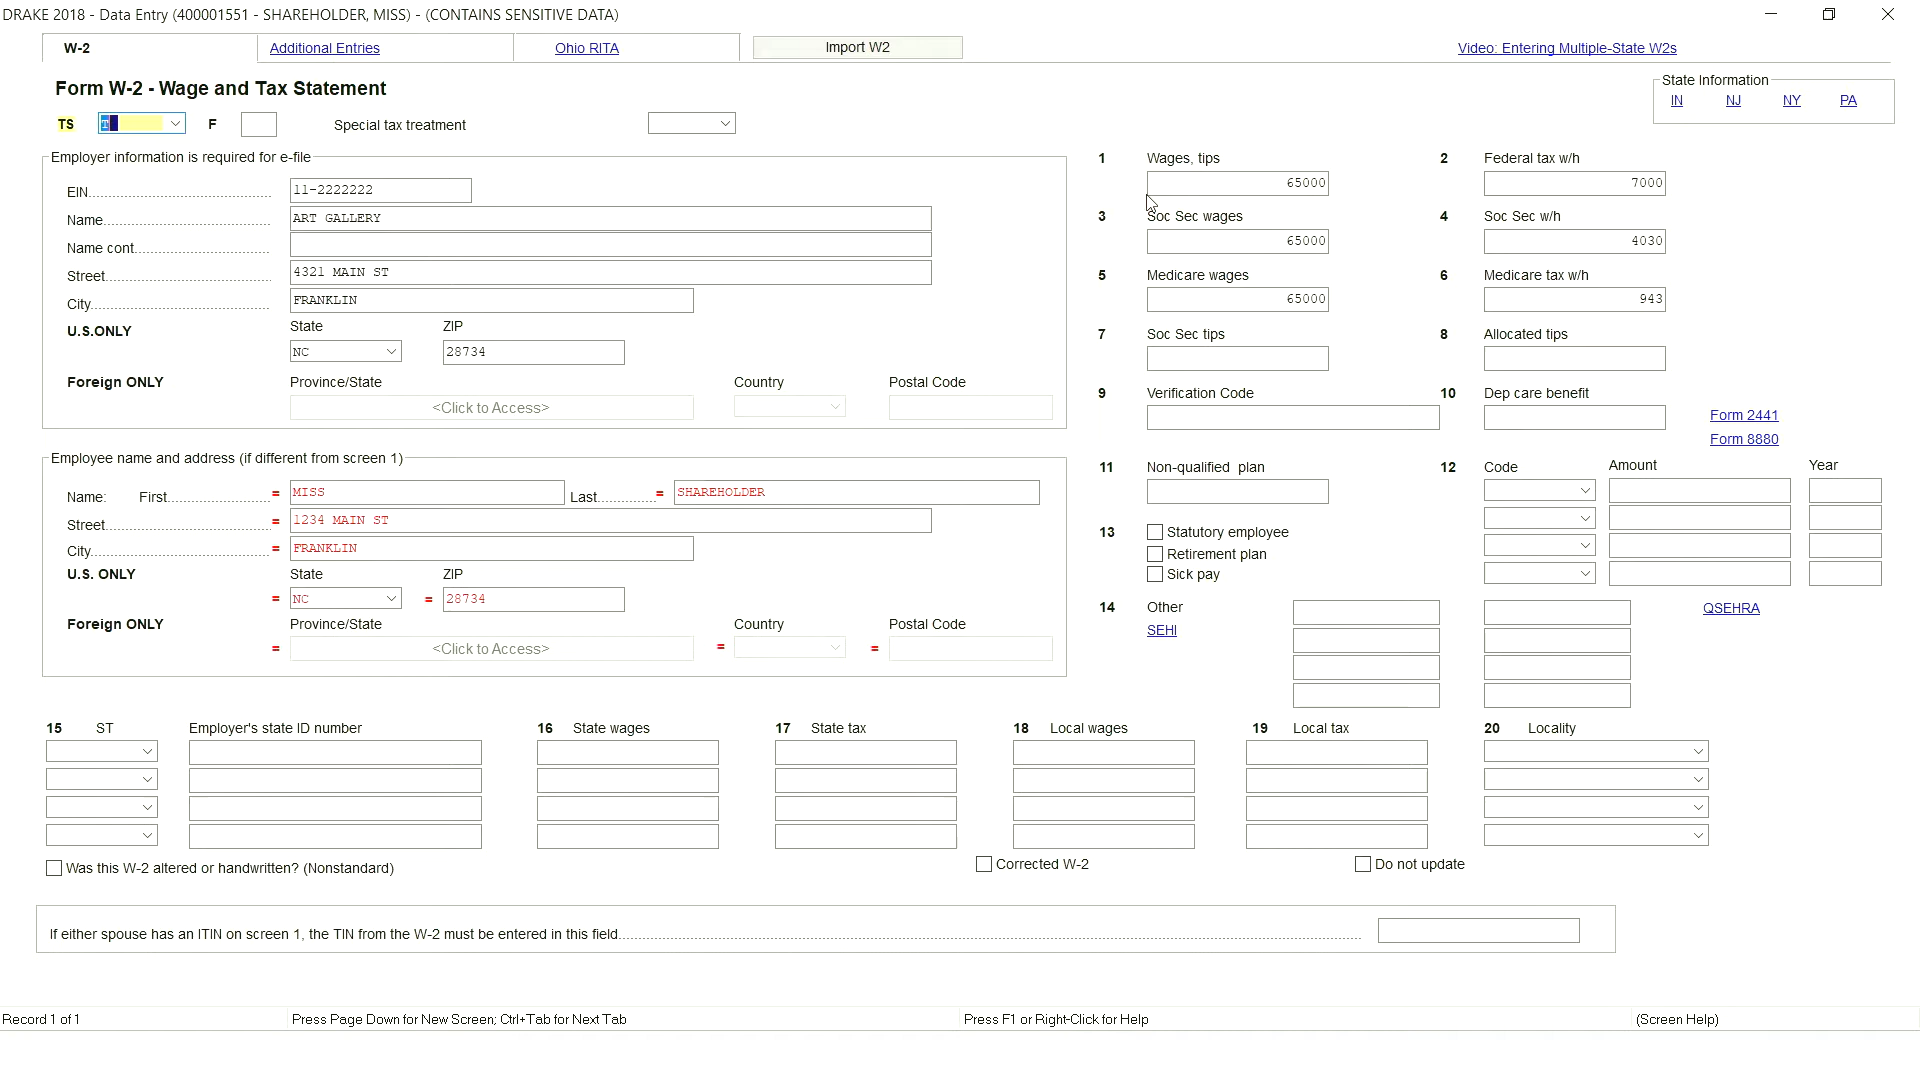 DRAKE 2018 - Data Entry (400001551 - SHAREHOLDER, MISS) - (CONTAINS SENSITIVE DATA)
W-2 Additional Entries Ohio RITA Import W2 Video: Entering Multiple-State W2s
Form W-2 - Wage and Tax Statement
State Information
IN NJ NY PA
TS T F Special tax treatment
Employer information is required for e-file
EIN
11-2222222
Name
ART GALLERY
Name cont
Street
4321 MAIN ST
City
FRANKLIN
U.S.ONLY
State ZIP
NC 28734
Foreign ONLY
Province/State Country Postal Code
<Click to Access>
Employee name and address (if different from screen 1)
Name: First = MISS Last = SHAREHOLDER
Street = 1234 MAIN ST
City = FRANKLIN
U.S. ONLY
State ZIP
= NC = 28734
Foreign ONLY
Province/State Country Postal Code
= <Click to Access> = =
1 Wages, tips 2 Federal tax w/h
65000 7000
3 Soc Sec wages 4 Soc Sec w/h
65000 4030
5 Medicare wages 6 Medicare tax w/h
65000 943
7 Soc Sec tips 8 Allocated tips
9 Verification Code 10 Dep care benefit
Form 2441
Form 8880
11 Non-qualified plan 12 Code Amount Year
13 Statutory employee
Retirement plan
Sick pay
14 Other
SEHI
QSEHRA
15 ST Employer's state ID number 16 State wages 17 State tax 18 Local wages 19 Local tax 20 Locality
Was this W-2 altered or handwritten? (Nonstandard) Corrected W-2 Do not update
If either spouse has an ITIN on screen 1, the TIN from the W-2 must be entered in this field
Record 1 of 1 Press Page Down for New Screen; Ctrl+Tab for Next Tab Press F1 or Right-Click for Help (Screen Help)